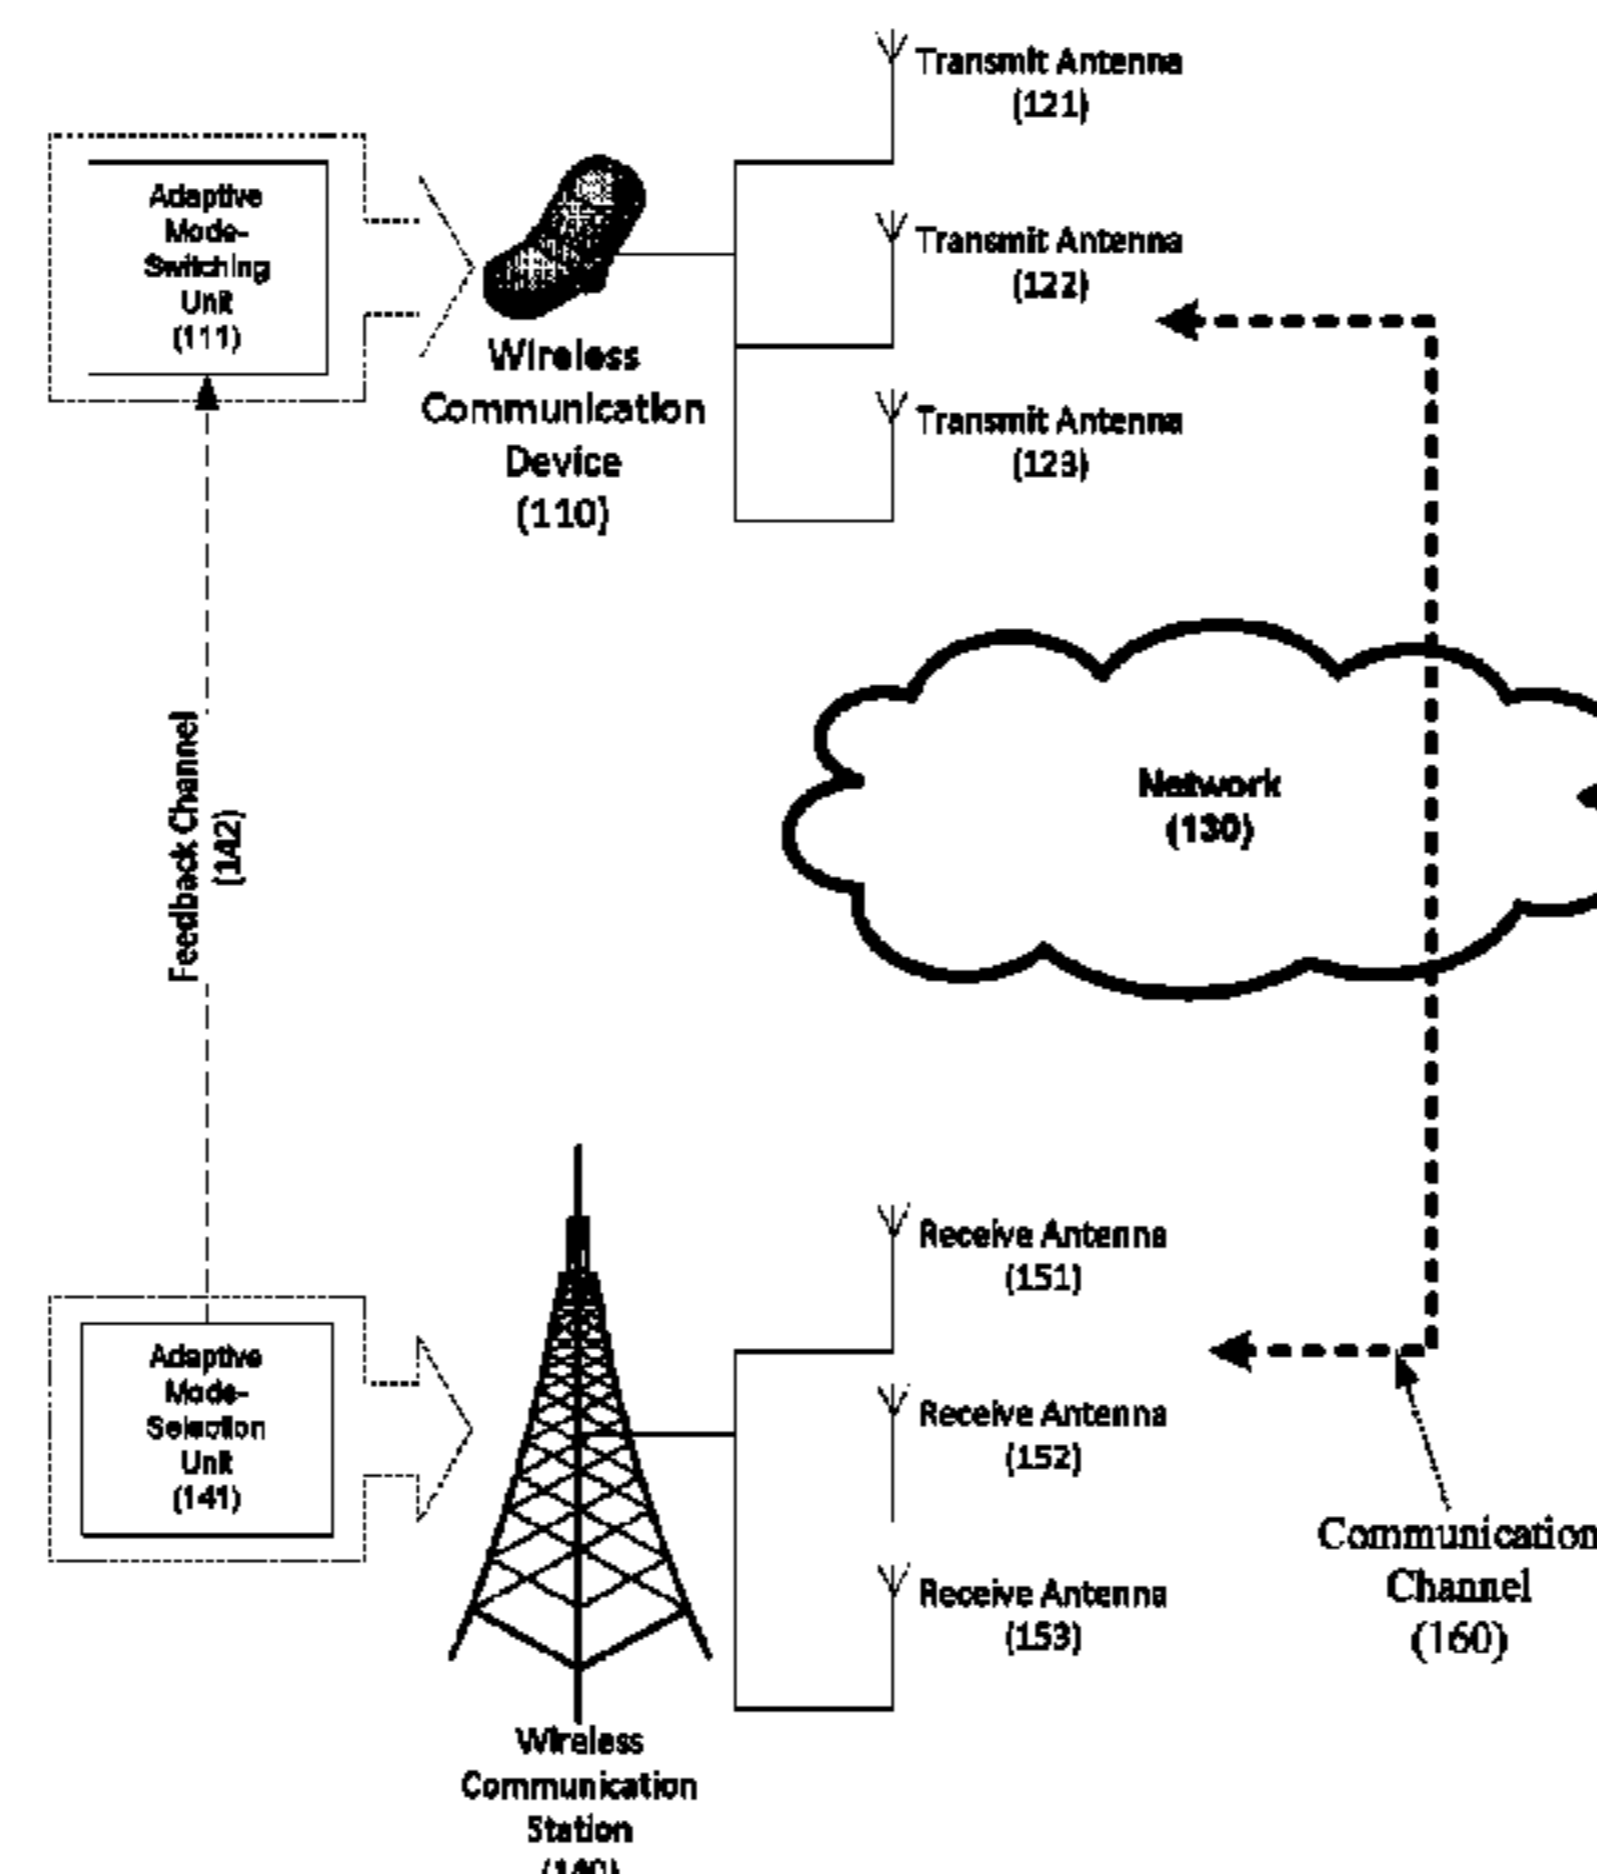 Transmit Antenna
(121)
Adaptive
Mode-
Switching
Unit
(111)
Transmit Antenna
(122)
Wireless
Communication
Device
(110)
Transmit Antenna
(123)
Feedback Channel
(142)
Network
(130)
Receive Antenna
(151)
Adaptive
Mode-
Selection
Unit
(141)
Receive Antenna
(152)
Communication
Channel
(160)
Receive Antenna
(153)
Wireless
Communication
Station
(140)